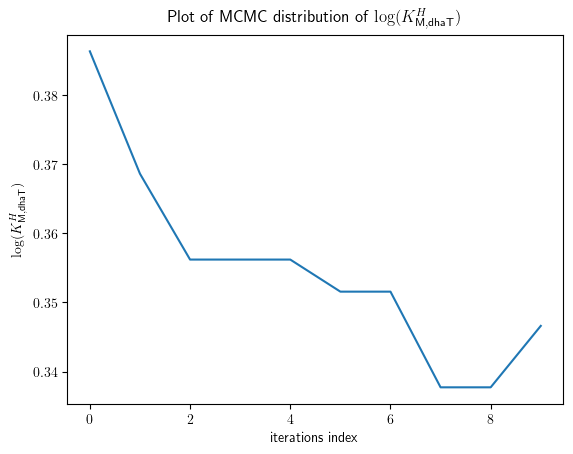 Plot of MCMC distribution of log(K^H_{M,dhaT})
log(K^H_{M,dhaT})
0.38
0.37
0.36
0.35
0.34
0 2 4 6 8
iterations index